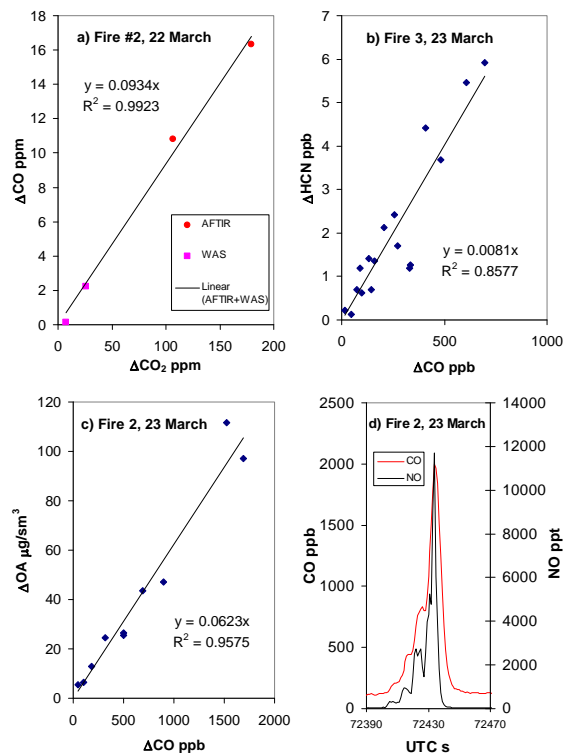 a) Fire #2, 22 March
y = 0.0934x
R² = 0.9923
ΔCO ppm
18
16
14
12
10
8
6
4
2
0
0
50
100
150
200
ΔCO₂ ppm
AFTIR
WAS
Linear
(AFTIR+WAS)
b) Fire 3, 23 March
y = 0.0081x
R² = 0.8577
ΔHCN ppb
7
6
5
4
3
2
1
0
0
500
1000
ΔCO ppb
c) Fire 2, 23 March
y = 0.0623x
R² = 0.9575
ΔOA µg/sm³
120
100
80
60
40
20
0
0
500
1000
1500
2000
ΔCO ppb
d) Fire 2, 23 March
CO
NO
CO ppb
2500
2000
1500
1000
500
0
14000
12000
10000
8000
6000
4000
2000
0
NO ppt
72390
72430
72470
UTC s